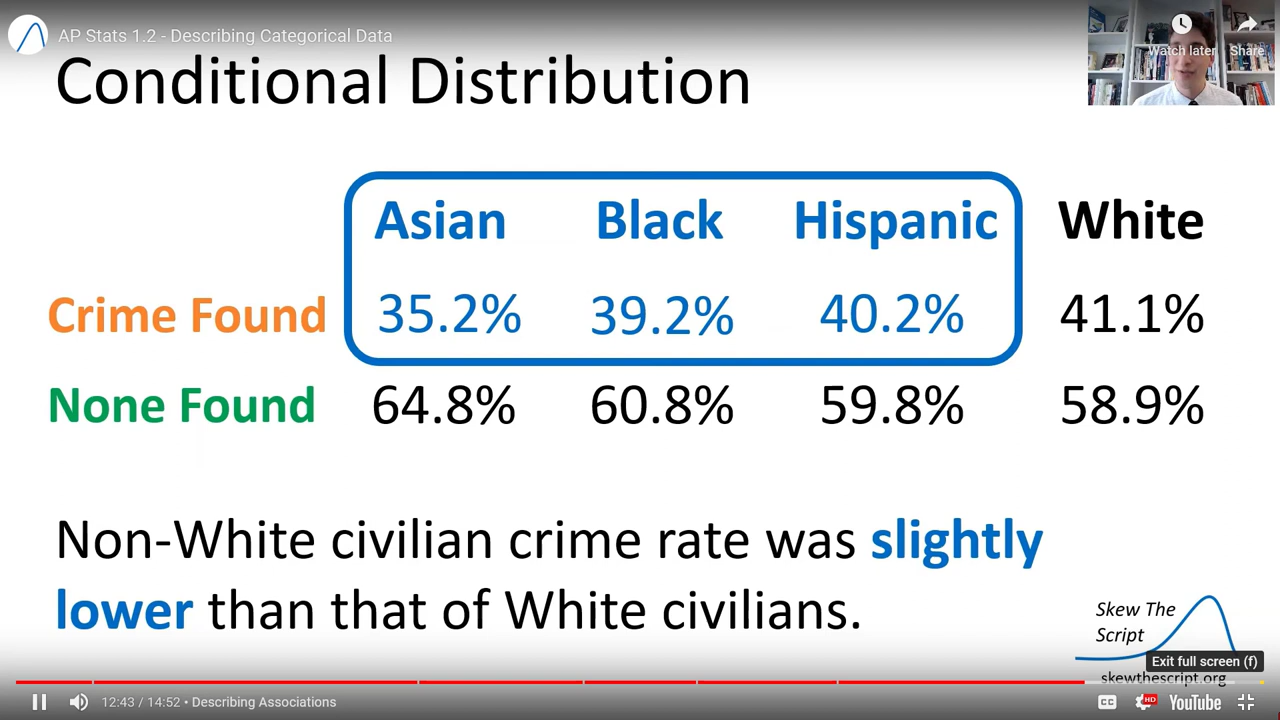 AP Stats 1.2 - Describing Categorical Data
Watch later
Share
Conditional Distribution
Asian Black Hispanic White
Crime Found 35.2% 39.2% 40.2% 41.1%
None Found 64.8% 60.8% 59.8% 58.9%
Non-White civilian crime rate was slightly
lower than that of White civilians.
Skew The
Script
Exit full screen (f)
skewthescript.org
12:43 / 14:52 • Describing Associations
CC
HD
YouTube